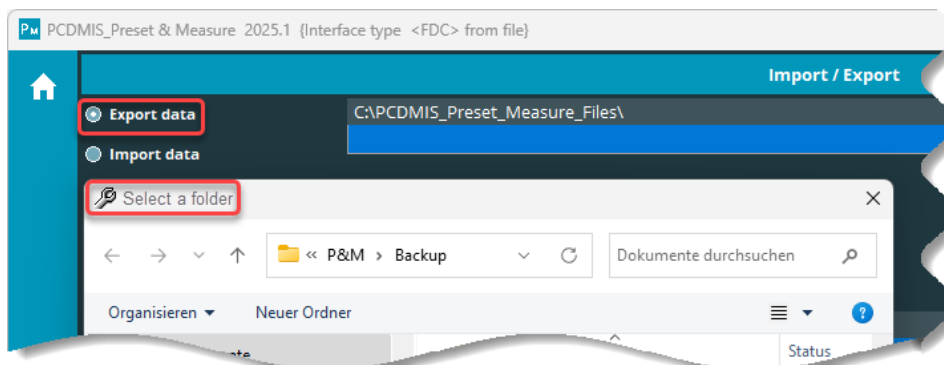 PM PCDMIS_Preset & Measure 2025.1 {Interface type <FDC> from file}
Import / Export
Export data
C:\PCDMIS_Preset_Measure_Files\
Import data
Select a folder
« P&M › Backup
Dokumente durchsuchen
Organisieren
Neuer Ordner
?
Status